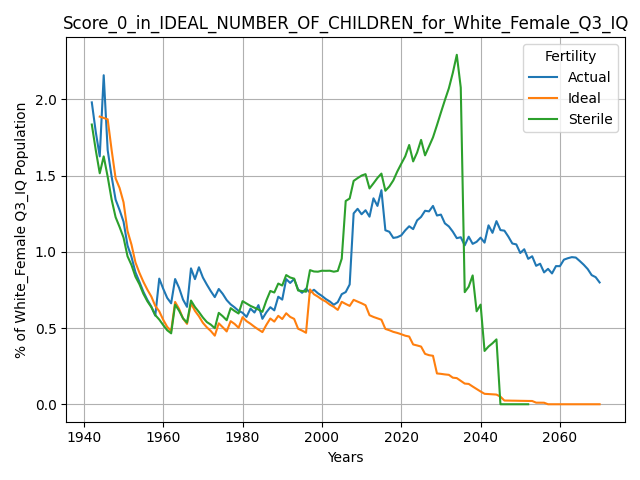 Score_0_in_IDEAL_NUMBER_OF_CHILDREN_for_White_Female_Q3_IQ
Fertility
Actual
Ideal
Sterile
% of White_Female Q3_IQ Population
2.0
1.5
1.0
0.5
0.0
1940 1960 1980 2000 2020 2040 2060
Years